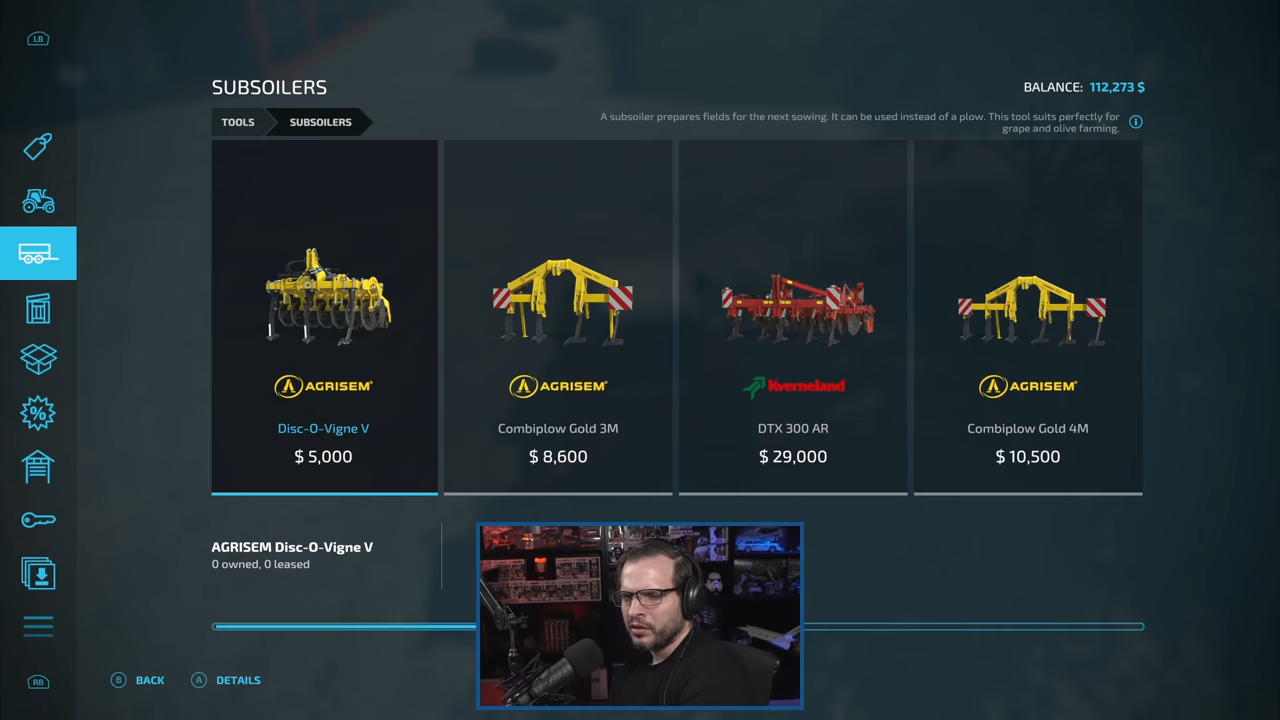 LB
SUBSOILERS
BALANCE: 112,273 $
TOOLS
SUBSOILERS
A subsoiler prepares fields for the next sowing. It can be used instead of a plow. This tool suits perfectly for
grape and olive farming.
AGRISEM
AGRISEM
Kverneland
AGRISEM
Disc-O-Vigne V
Combiplow Gold 3M
DTX 300 AR
Combiplow Gold 4M
$ 5,000
$ 8,600
$ 29,000
$ 10,500
AGRISEM Disc-O-Vigne V
0 owned, 0 leased
RB
B BACK
A DETAILS